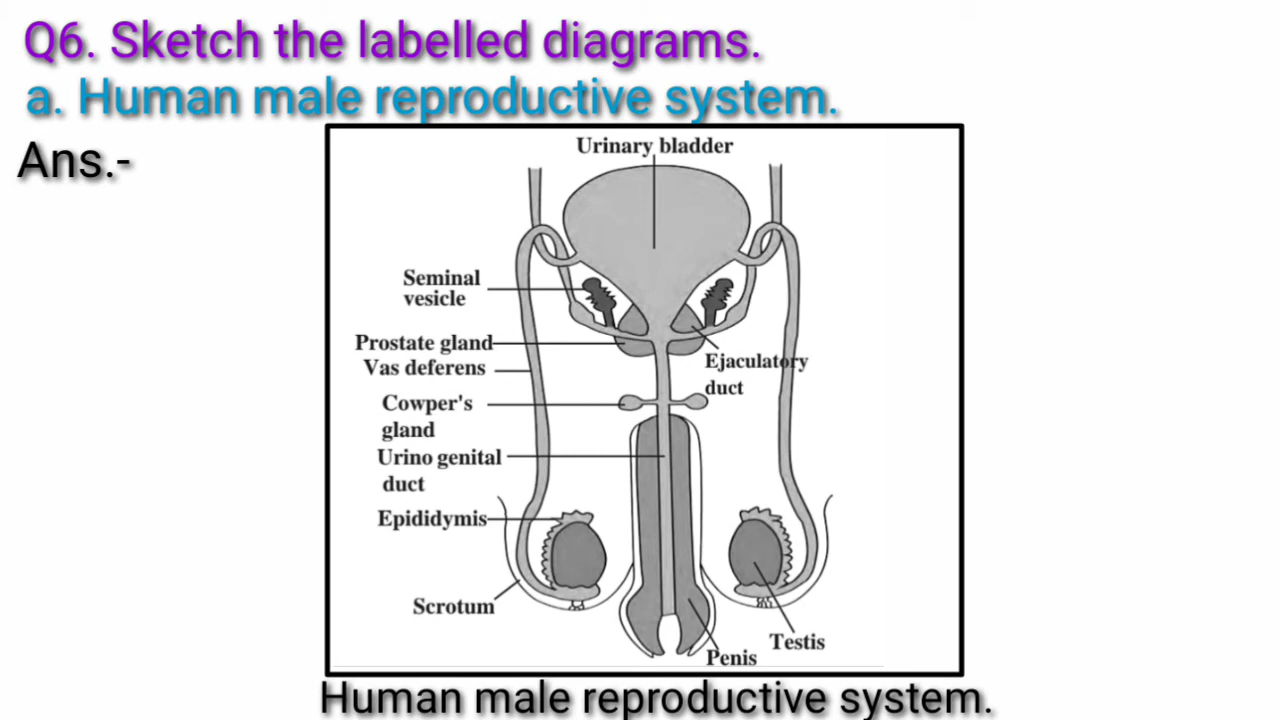 Q6. Sketch the labelled diagrams.
a. Human male reproductive system.
Ans.-
Urinary bladder
Seminal
vesicle
Prostate gland
Vas deferens
Ejaculatory
duct
Cowper's
gland
Urino genital
duct
Epididymis
Scrotum
Testis
Penis
Human male reproductive system.